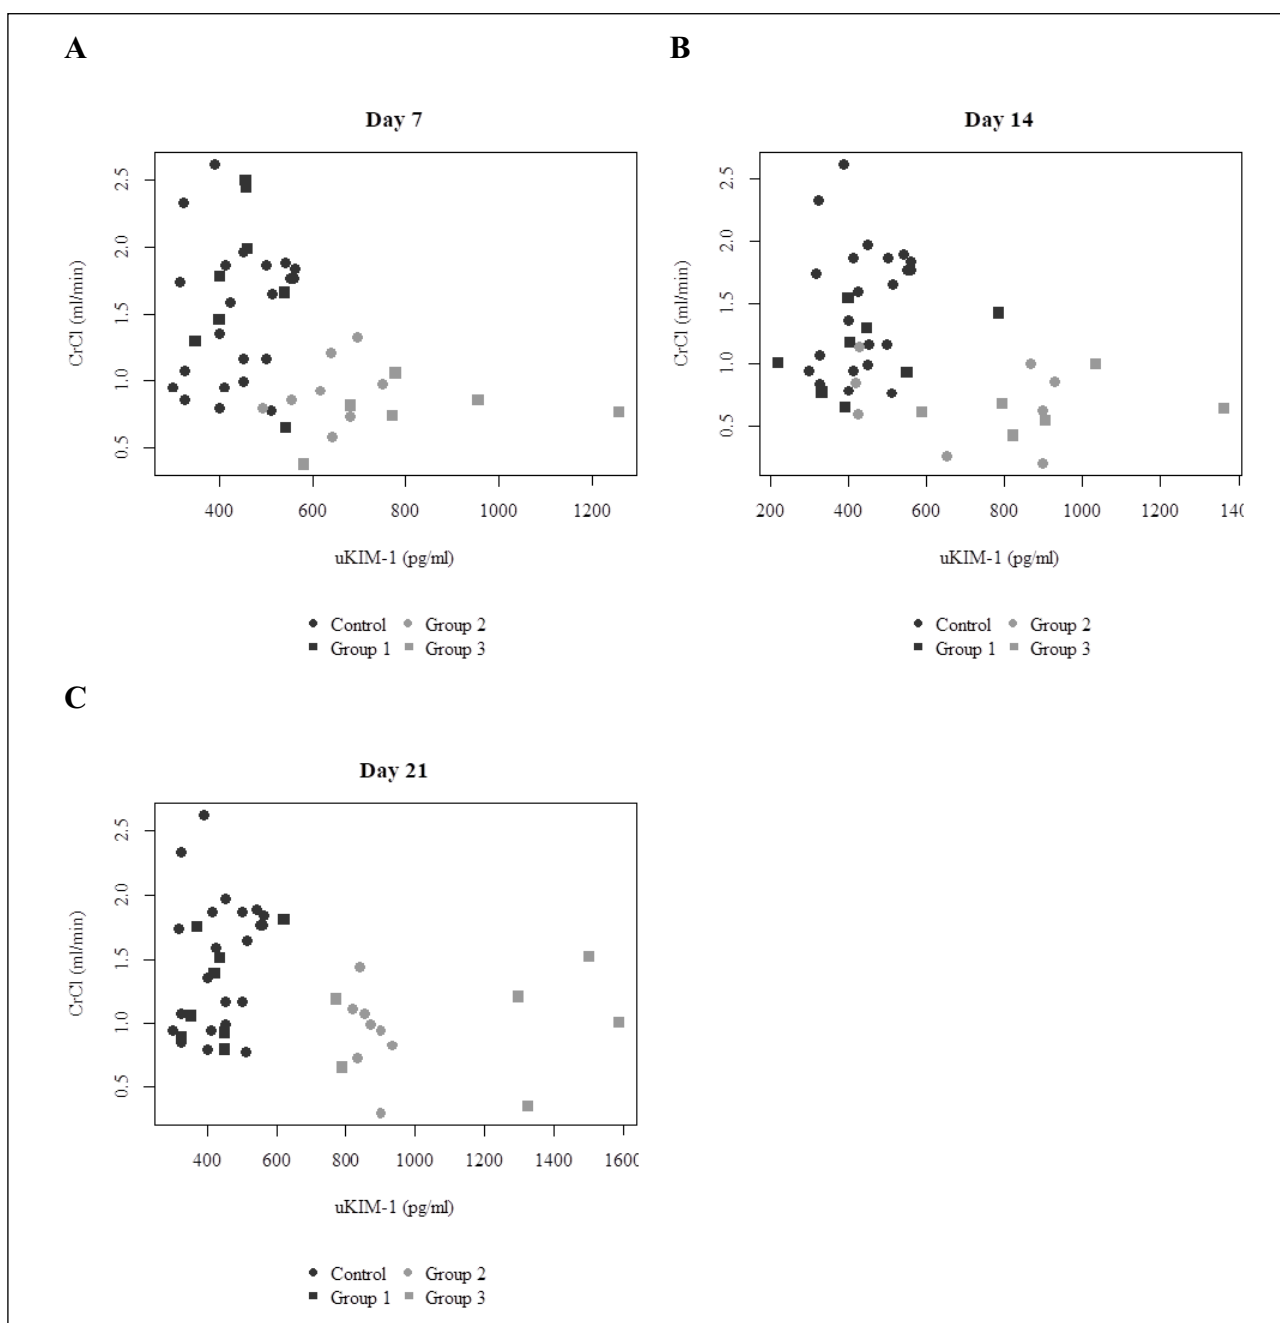 A
Day 7
CrCl (ml/min)
2.5
2.0
1.5
1.0
0.5
400 600 800 1000 1200
uKIM-1 (pg/ml)
Control Group 2
Group 1 Group 3
B
Day 14
CrCl (ml/min)
2.5
2.0
1.5
1.0
0.5
200 400 600 800 1000 1200 140
uKIM-1 (pg/ml)
Control Group 2
Group 1 Group 3
C
Day 21
CrCl (ml/min)
2.5
2.0
1.5
1.0
0.5
400 600 800 1000 1200 1400 1600
uKIM-1 (pg/ml)
Control Group 2
Group 1 Group 3